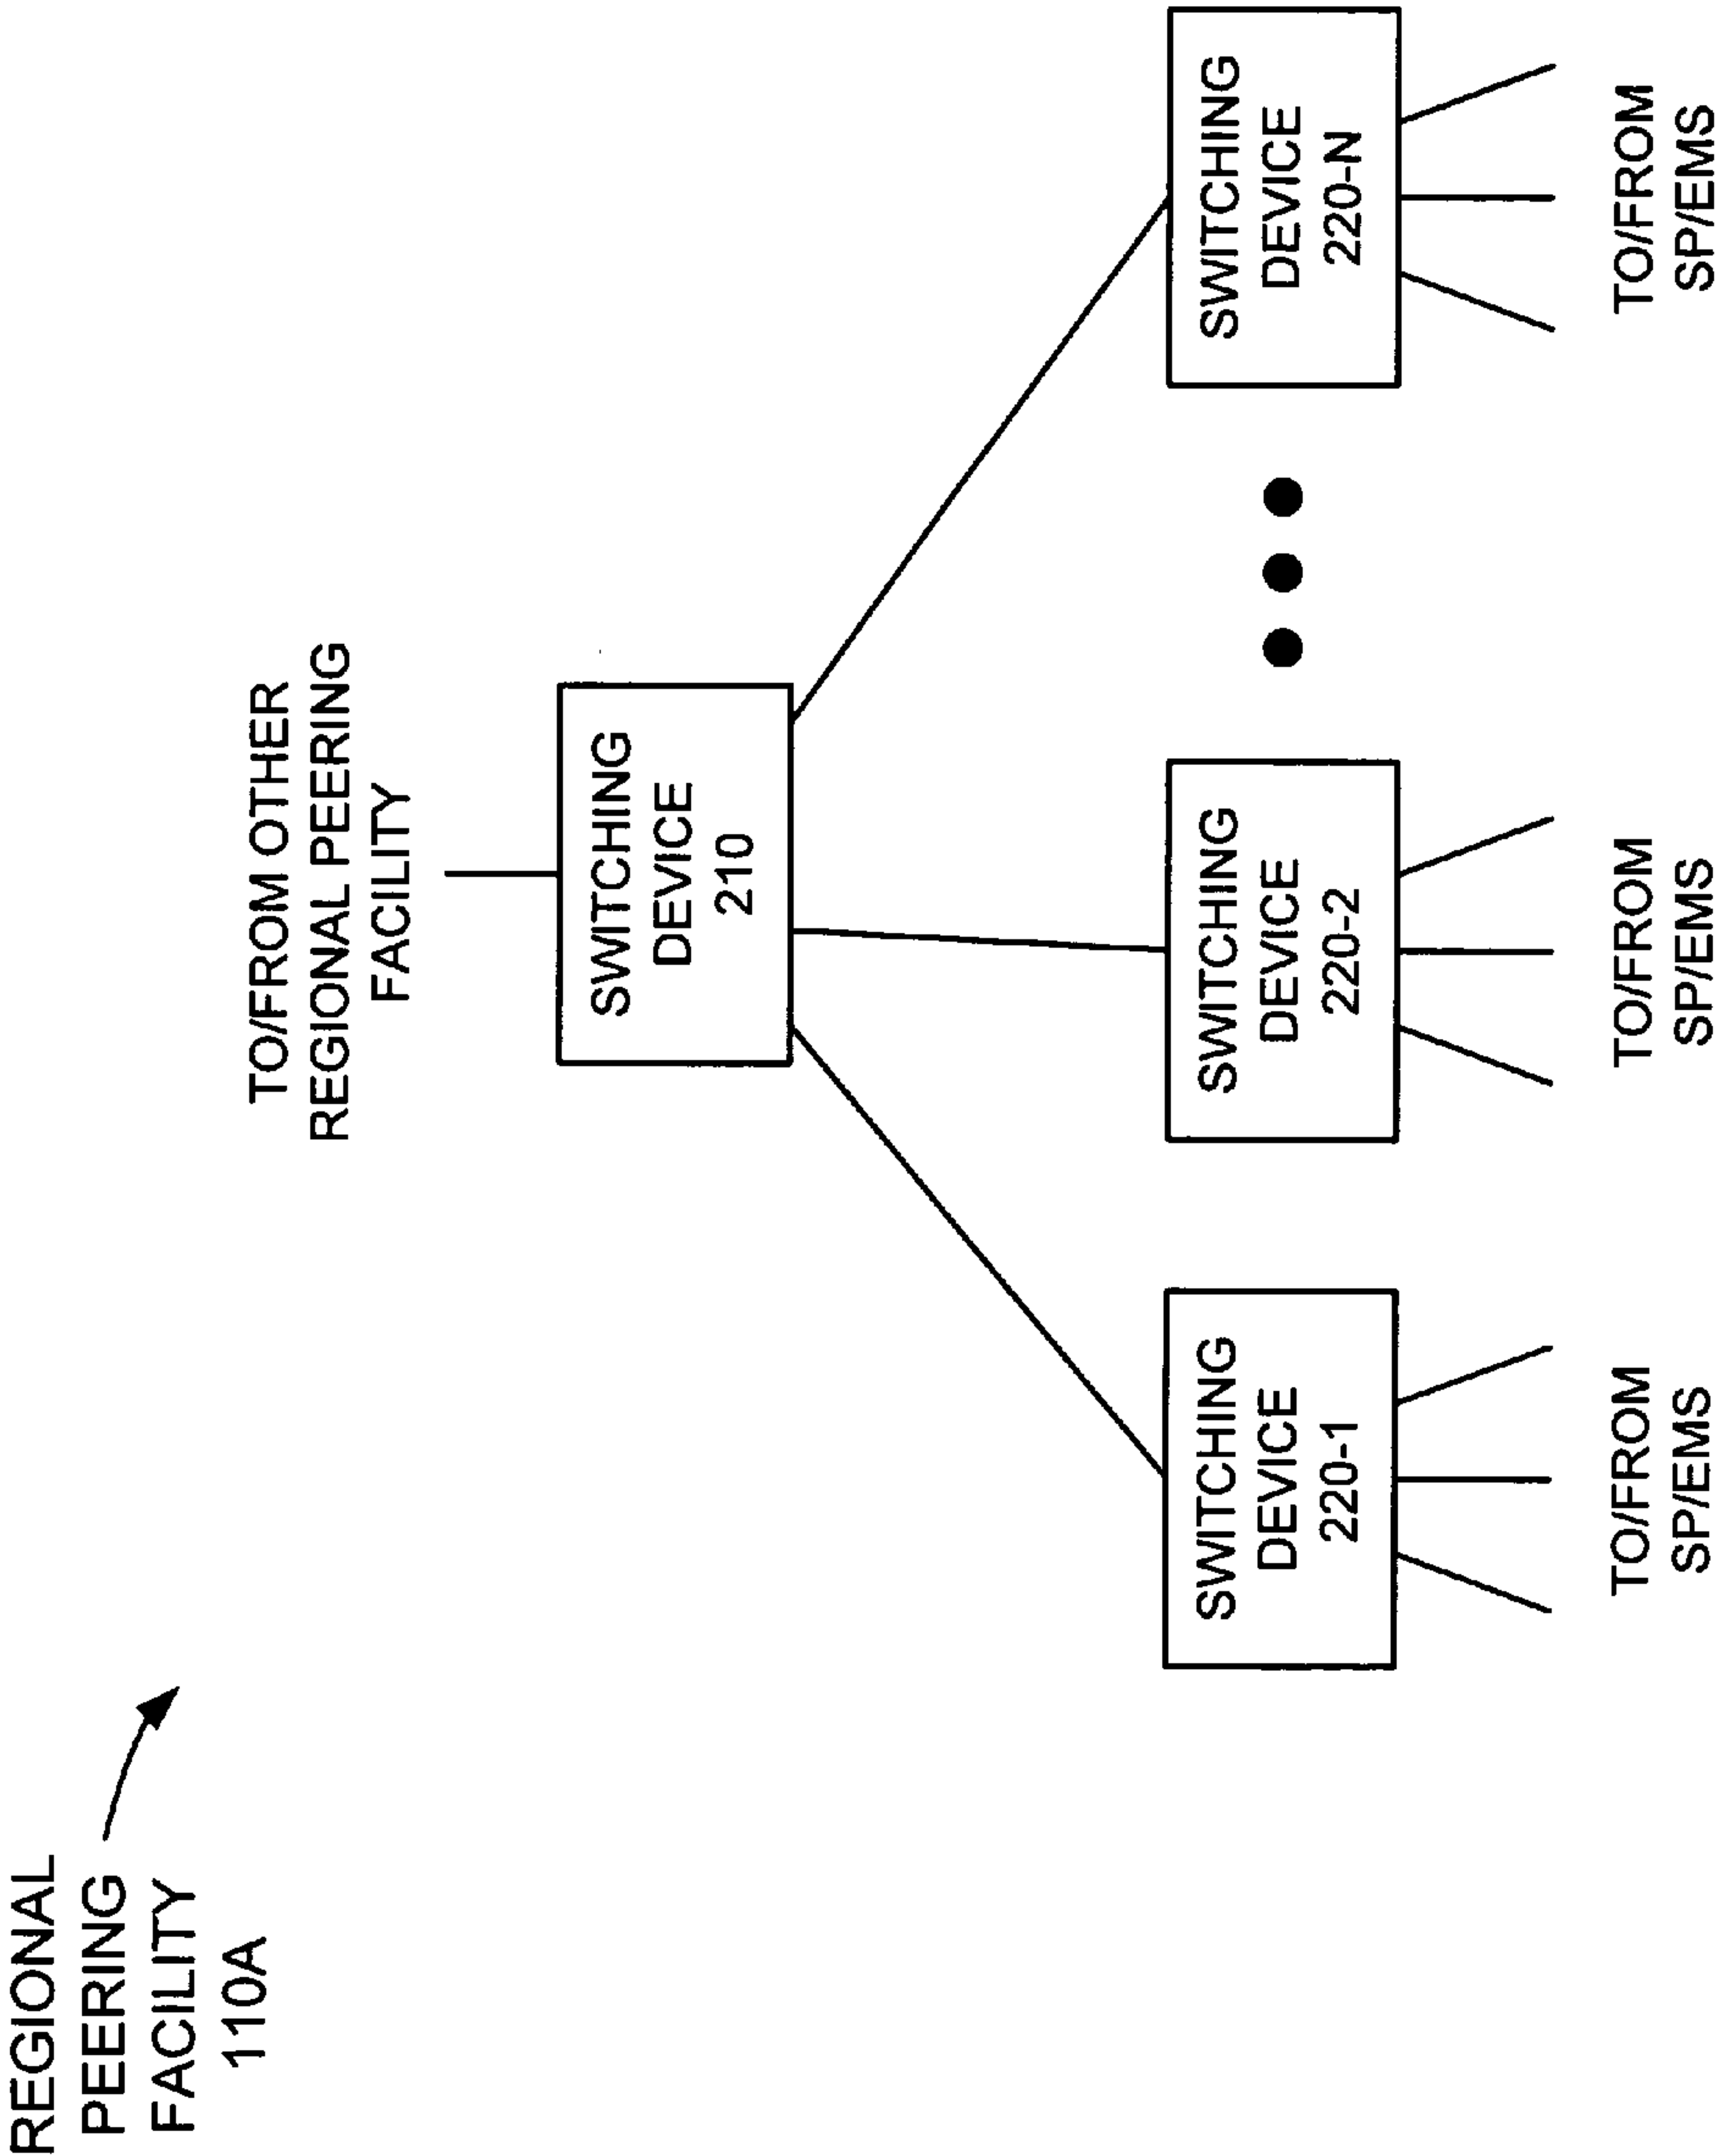 REGIONAL
PEERING
FACILITY
110A
TO/FROM OTHER
REGIONAL PEERING
FACILITY
SWITCHING
DEVICE
210
SWITCHING
DEVICE
220-1
SWITCHING
DEVICE
220-2
SWITCHING
DEVICE
220-N
TO/FROM
SP/EMS
TO/FROM
SP/EMS
TO/FROM
SP/EMS